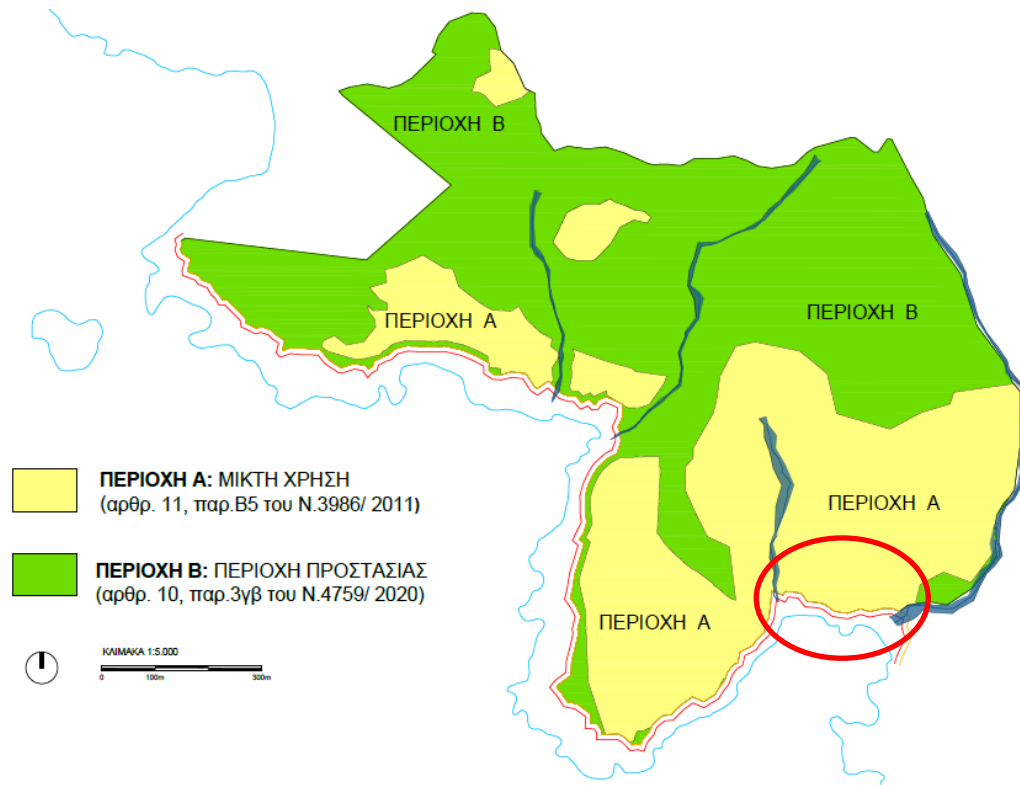 ΠΕΡΙΟΧΗ Β
ΠΕΡΙΟΧΗ Β
ΠΕΡΙΟΧΗ Α
ΠΕΡΙΟΧΗ Α: ΜΙΚΤΗ ΧΡΗΣΗ
(αρθρ. 11, παρ.Β5 του Ν.3986/ 2011)
ΠΕΡΙΟΧΗ Α
ΠΕΡΙΟΧΗ Β: ΠΕΡΙΟΧΗ ΠΡΟΣΤΑΣΙΑΣ
(αρθρ. 10, παρ.3γβ του Ν.4759/ 2020)
ΠΕΡΙΟΧΗ Α
ΚΛΙΜΑΚΑ 1:5.000
0 100m 300m